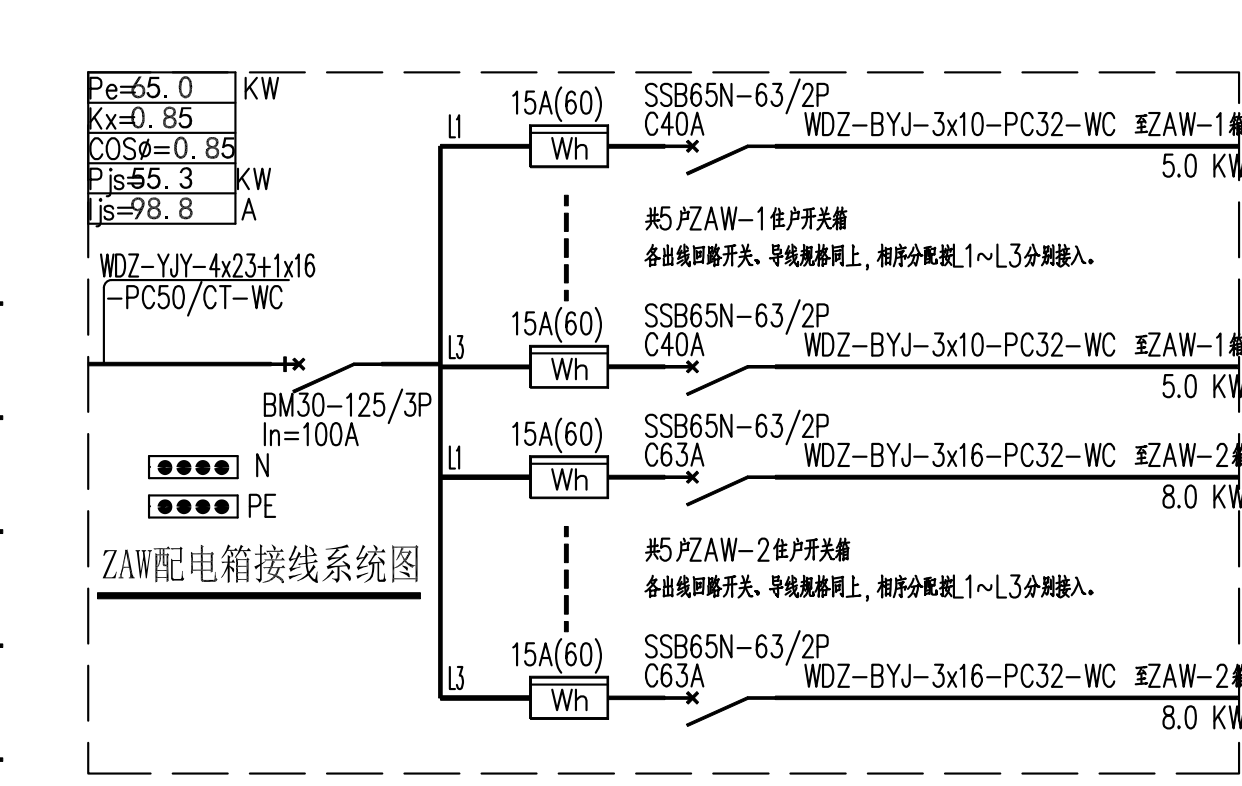 Pe=65.0 KW
Kx=0.85
COSø=0.85
Pjs=55.3 KW
Ijs=98.8 A
WDZ-YJY-4x23+1x16
-PC50/CT-WC
BM30-125/3P
In=100A
N
PE
ZAW配电箱接线系统图
L1
15A(60)
Wh
SSB65N-63/2P
C40A
WDZ-BYJ-3x10-PC32-WC 至ZAW-1箱
5.0 KW
共5户ZAW-1住户开关箱
各出线回路开关、导线规格同上,相序分配按L1~L3分别接入。
L3
15A(60)
Wh
SSB65N-63/2P
C40A
WDZ-BYJ-3x10-PC32-WC 至ZAW-1箱
5.0 KW
L1
15A(60)
Wh
SSB65N-63/2P
C63A
WDZ-BYJ-3x16-PC32-WC 至ZAW-2箱
8.0 KW
共5户ZAW-2住户开关箱
各出线回路开关、导线规格同上,相序分配按L1~L3分别接入。
L3
15A(60)
Wh
SSB65N-63/2P
C63A
WDZ-BYJ-3x16-PC32-WC 至ZAW-2箱
8.0 KW